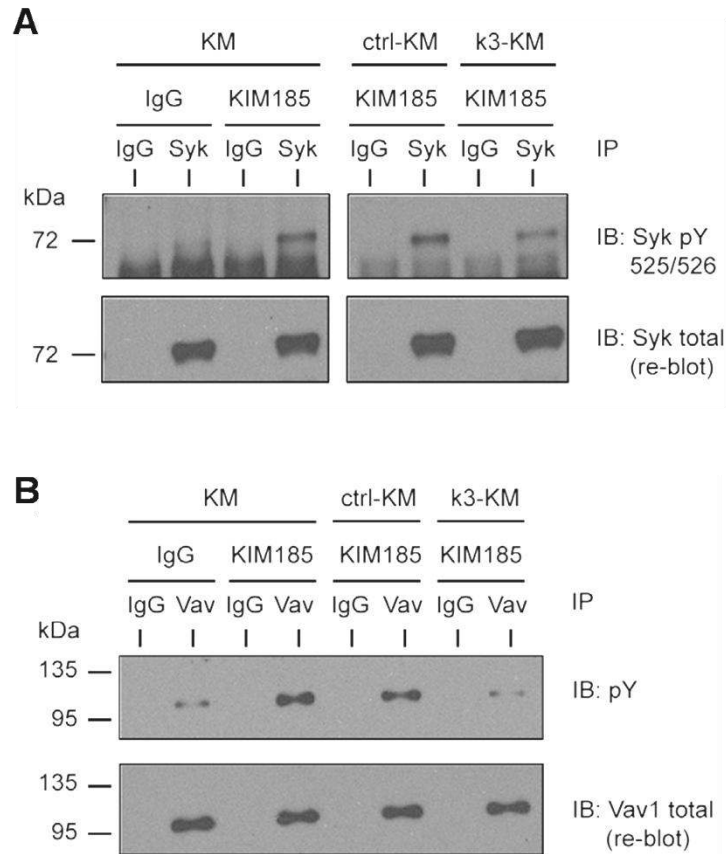 A
KM ctrl-KM k3-KM
IgG KIM185 KIM185 KIM185
IgG Syk IgG Syk IgG Syk IgG Syk IP
kDa
72 IB: Syk pY
525/526
72 IB: Syk total
(re-blot)
B
KM ctrl-KM k3-KM
IgG KIM185 KIM185 KIM185
IgG Vav IgG Vav IgG Vav IgG Vav IP
kDa
135 IB: pY
95
135 IB: Vav1 total
95 (re-blot)